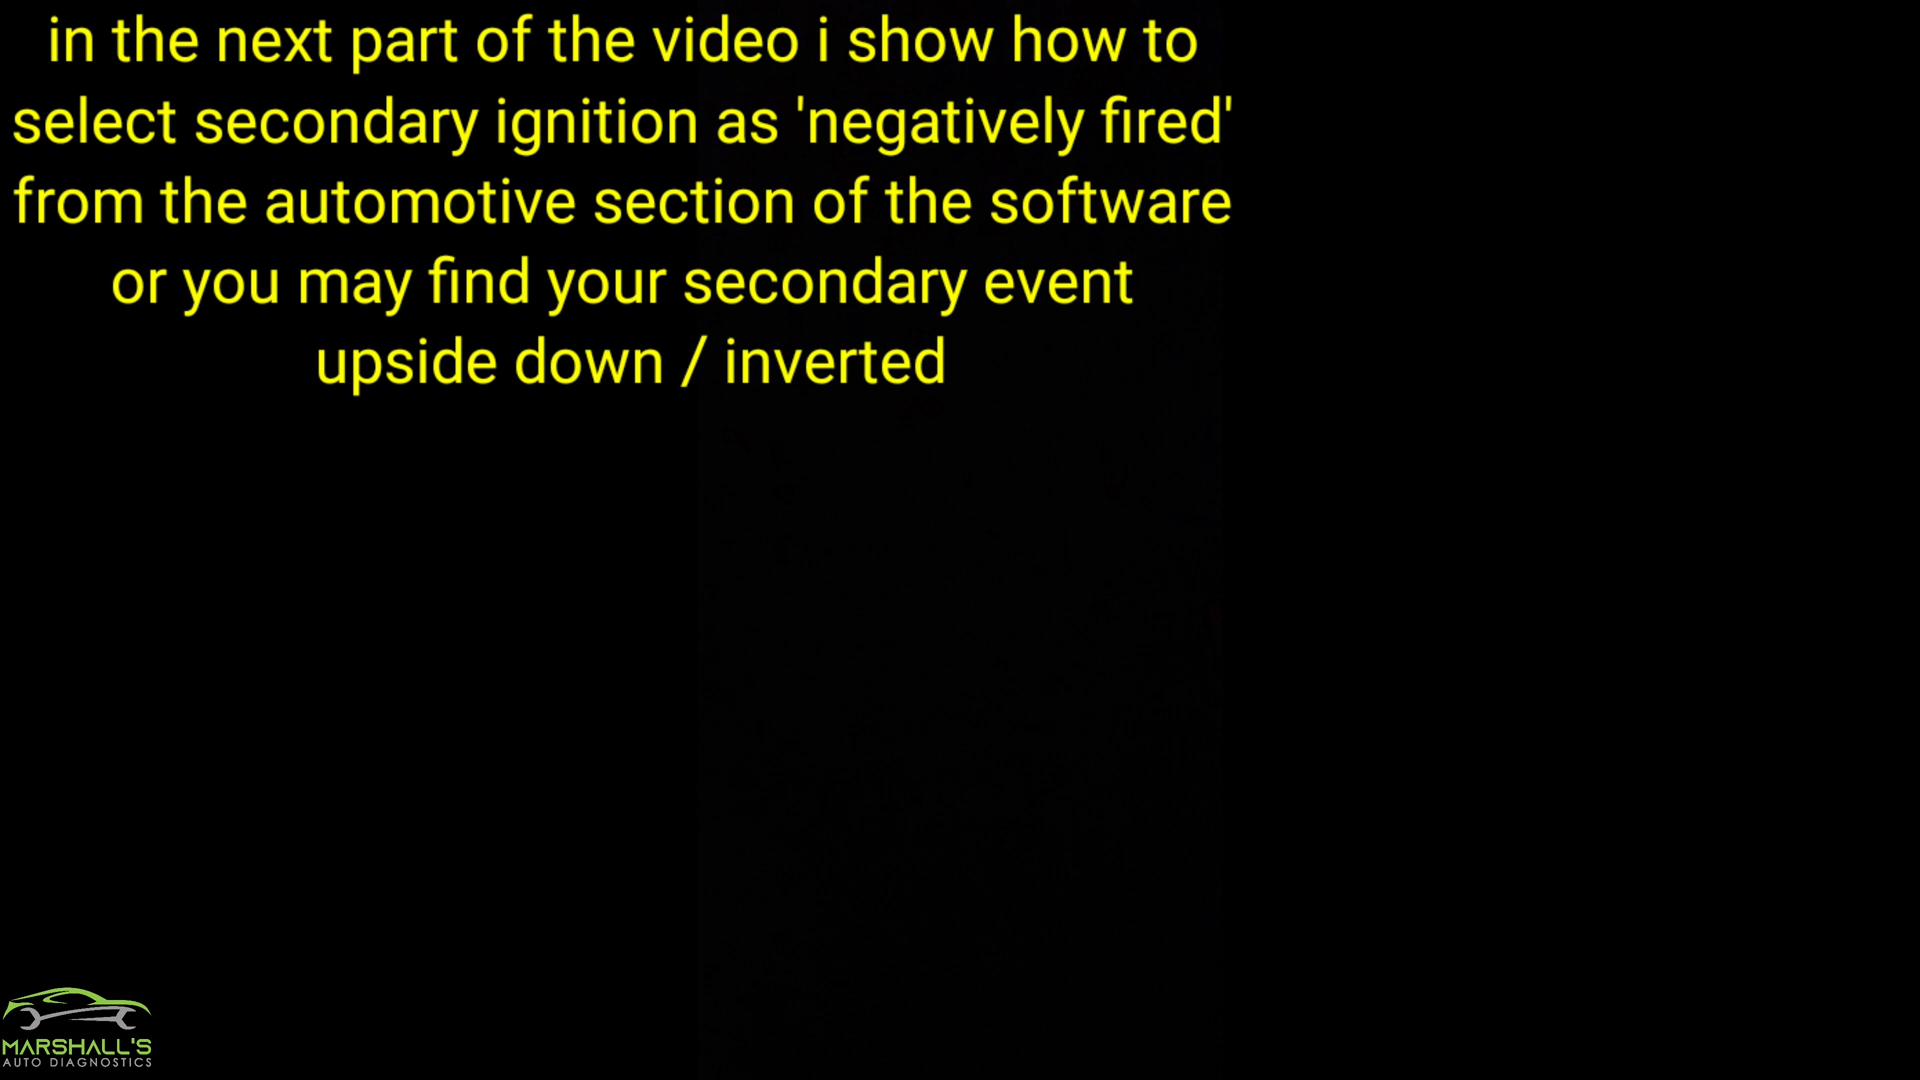 in the next part of the video i show how to
select secondary ignition as 'negatively fired'
from the automotive section of the software
or you may find your secondary event
upside down / inverted
MARSHALL'S
AUTO DIAGNOSTICS